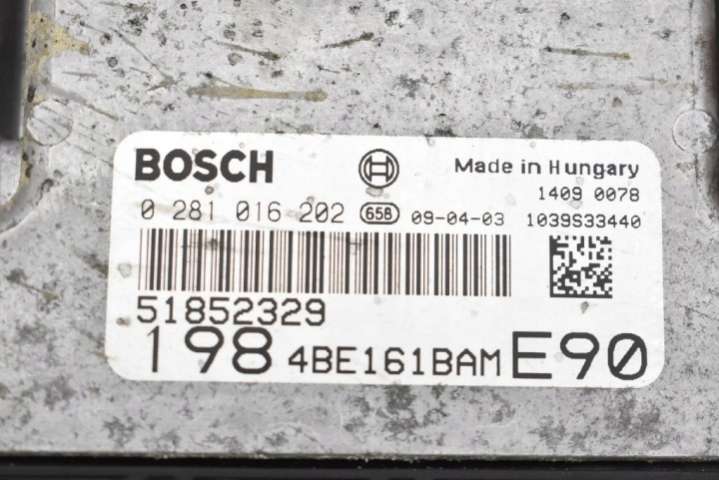 BOSCH Made in Hungary
1409 0078
0 281 016 202 658 09-04-03 1039S33440
51852329
198 4BE161BAM E90